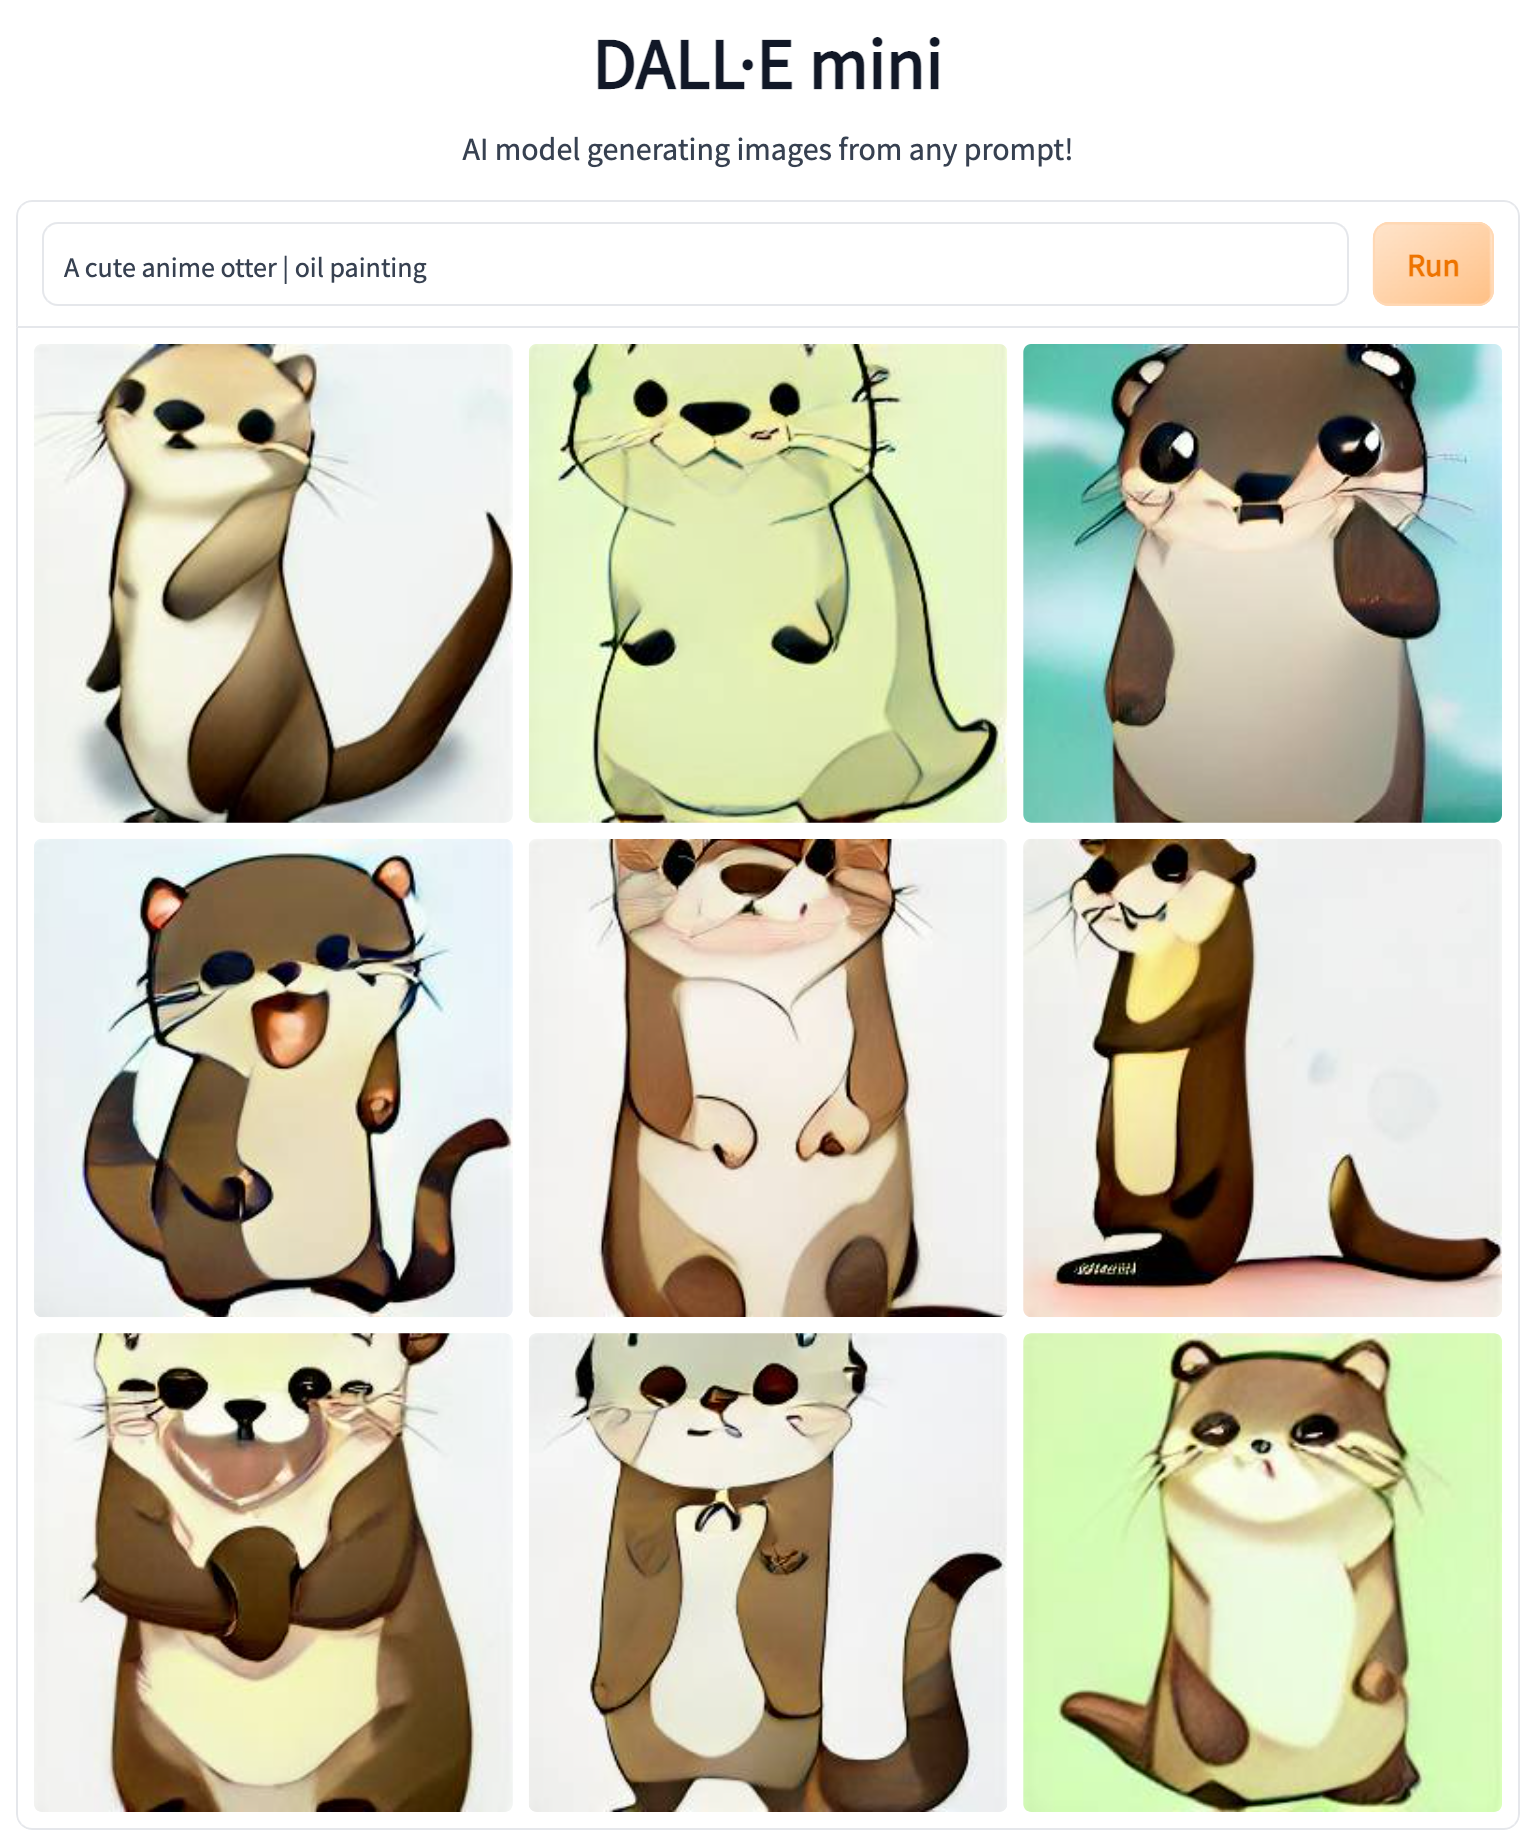 DALL·E mini
AI model generating images from any prompt!
A cute anime otter | oil painting
Run